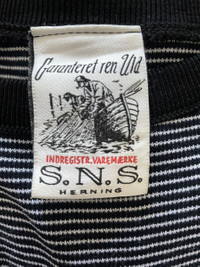 Garanteret ren Uld
INDREGISTR. VAREMÆRKE
S.N.S.
HERNING